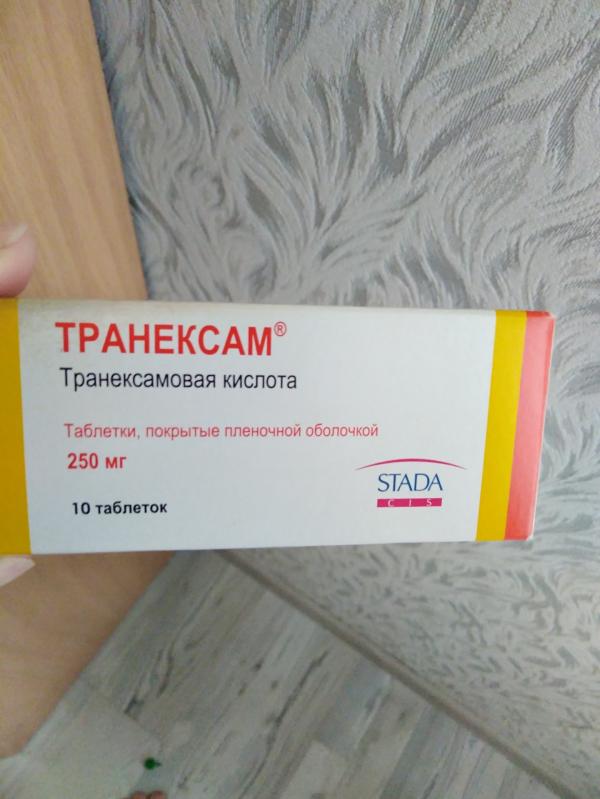 ТРАНЕКСАМ®
Транексамовая кислота
Таблетки, покрытые пленочной оболочкой
250 мг
10 таблеток
STADA
CIS